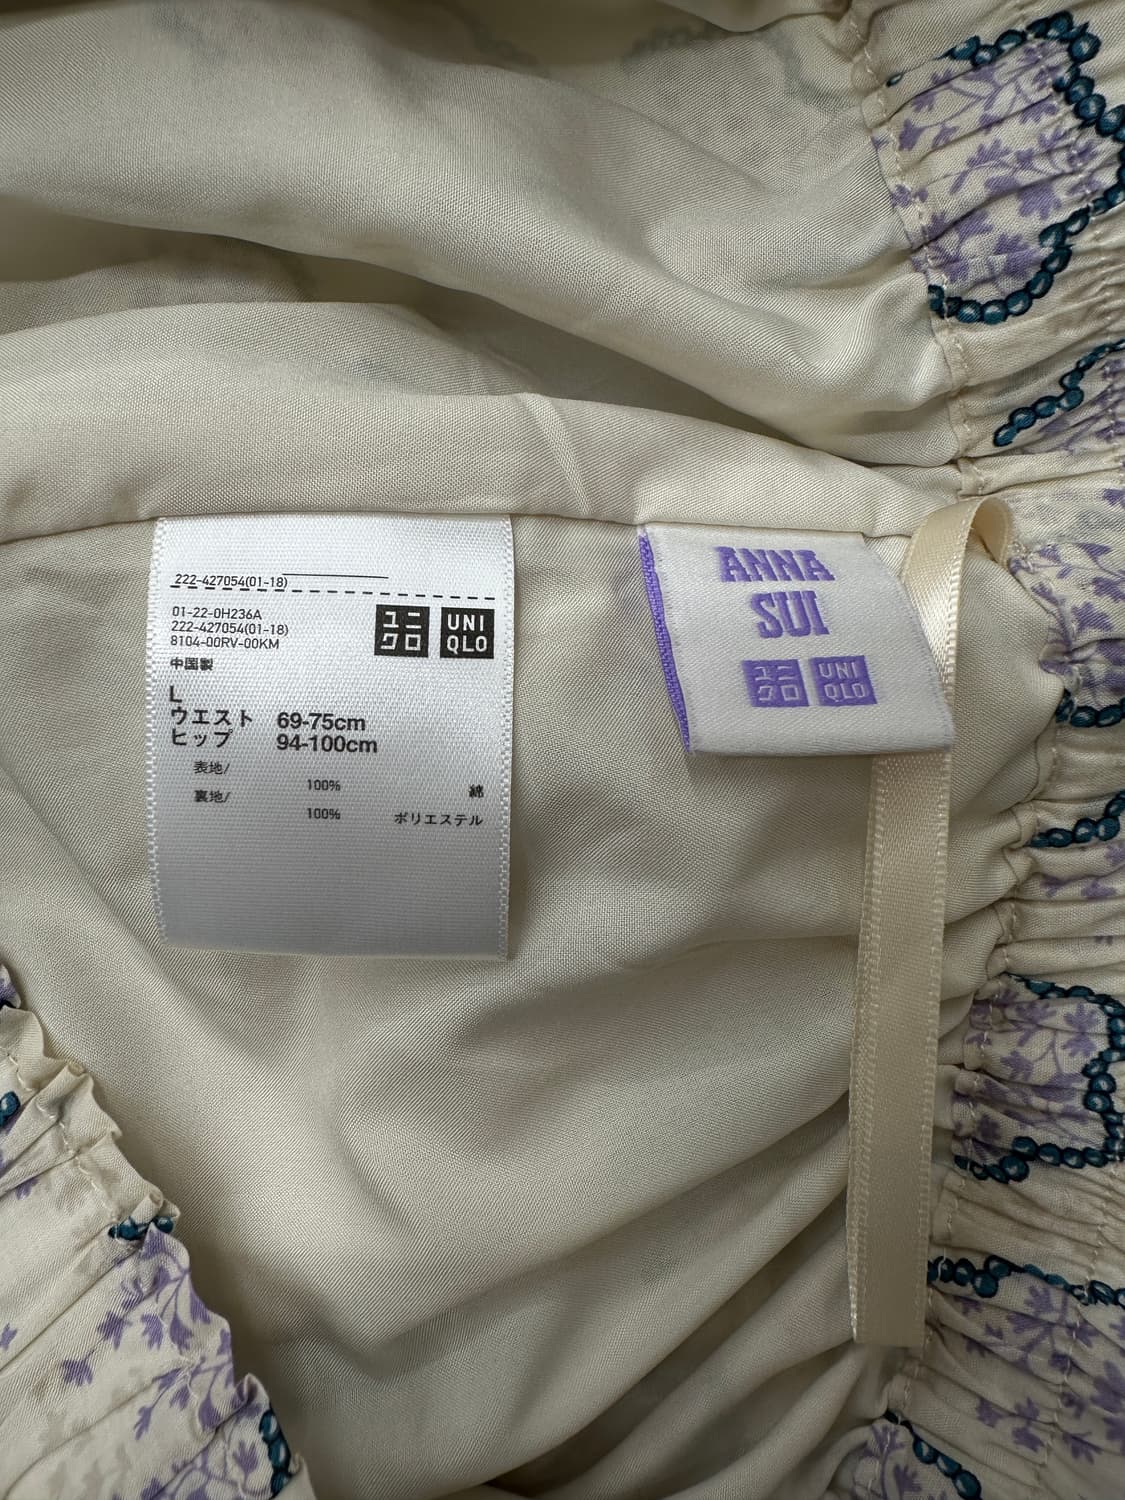 222-427054(01-18)
01-22-0H236A
222-427054(01-18)
8104-00RV-00KM
中国製
ユニクロ
UNIQLO
L
ウエスト 69-75cm
ヒップ 94-100cm
表地/
100% 綿
裏地/
100% ポリエステル
ANNA
SUI
ユニクロ
UNIQLO